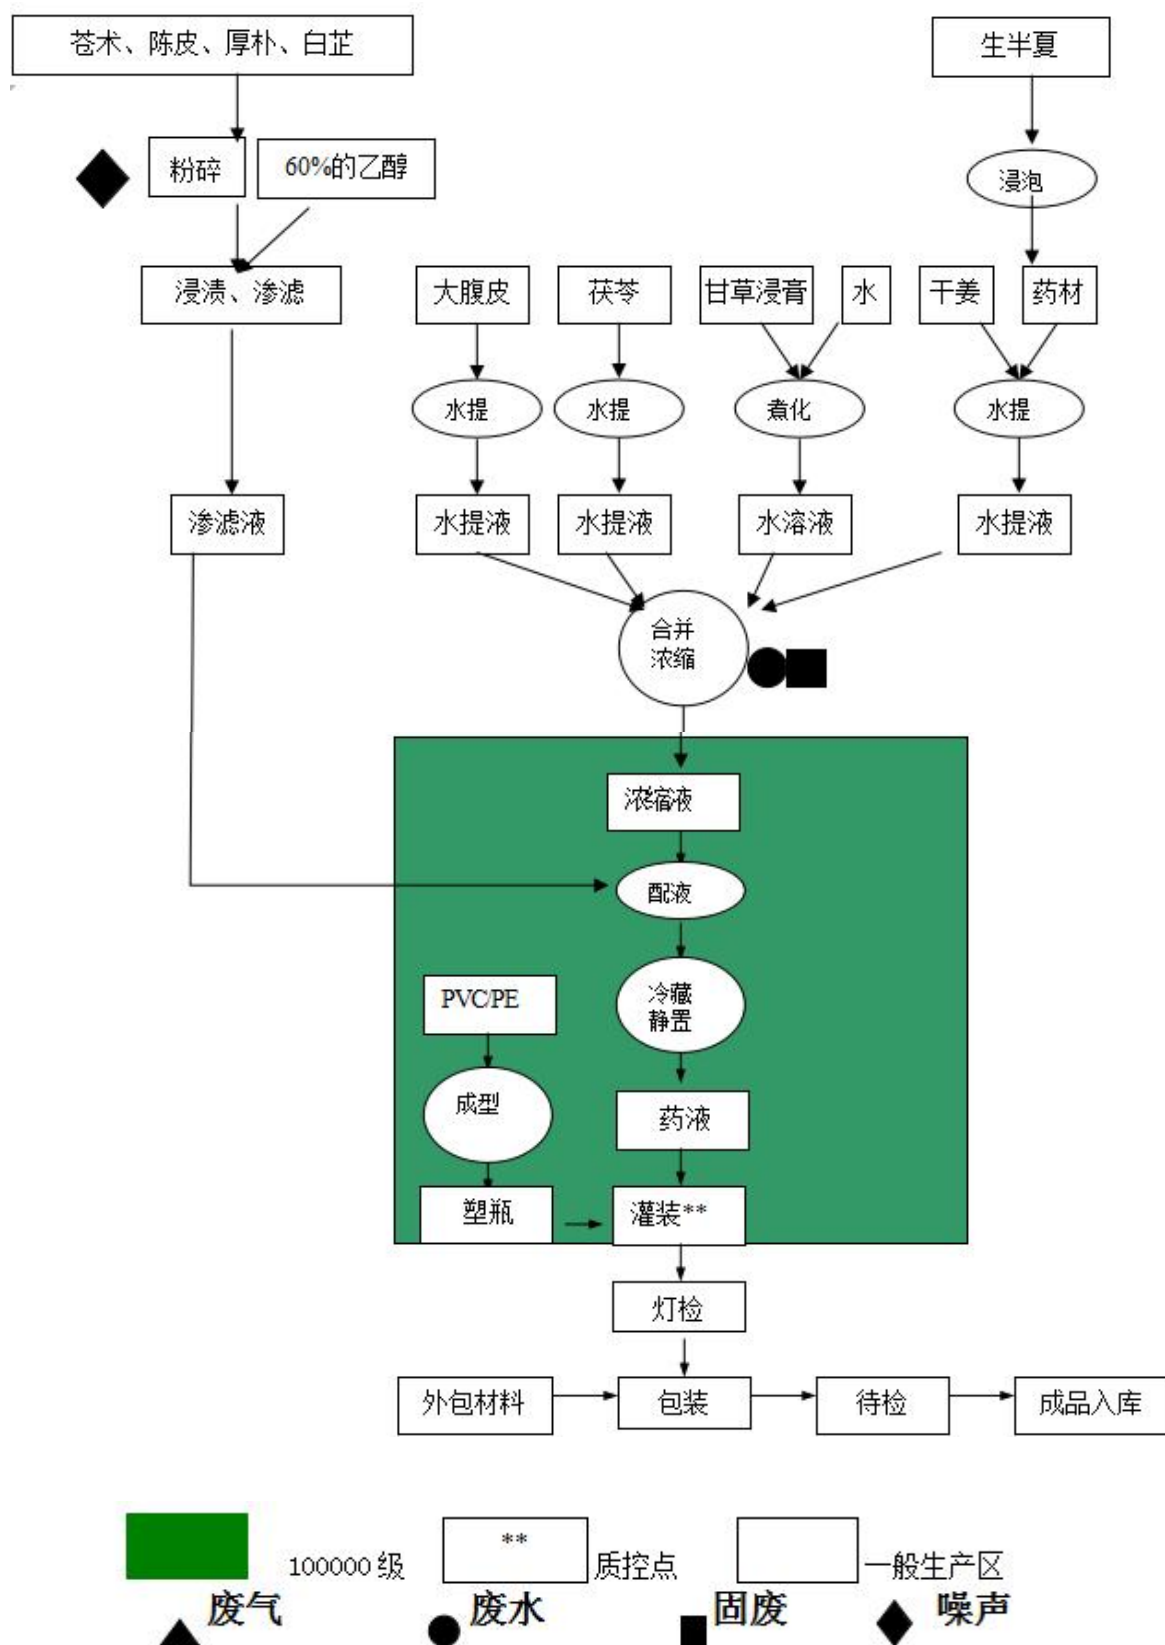 苍术、陈皮、厚朴、白芷
生半夏
粉碎
60%的乙醇
浸泡
浸渍、渗滤
大腹皮
茯苓
甘草浸膏
水
干姜
药材
水提
水提
煮化
水提
渗滤液
水提液
水提液
水溶液
水提液
合并
浓缩
浓缩液
配液
PVC/PE
冷藏
静置
成型
药液
塑瓶
灌装**
灯检
外包材料
包装
待检
成品入库
100000级
**
质控点
一般生产区
废气
废水
固废
噪声